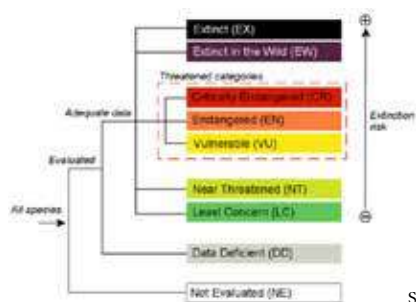 Extinct (EX)
Extinct in the Wild (EW)
Threatened categories
Critically Endangered (CR)
Adequate data
Endangered (EN)
Extinction
risk
Vulnerable (VU)
Evaluated
Near Threatened (NT)
Least Concern (LC)
All species
Data Deficient (DD)
Not Evaluated (NE)
s